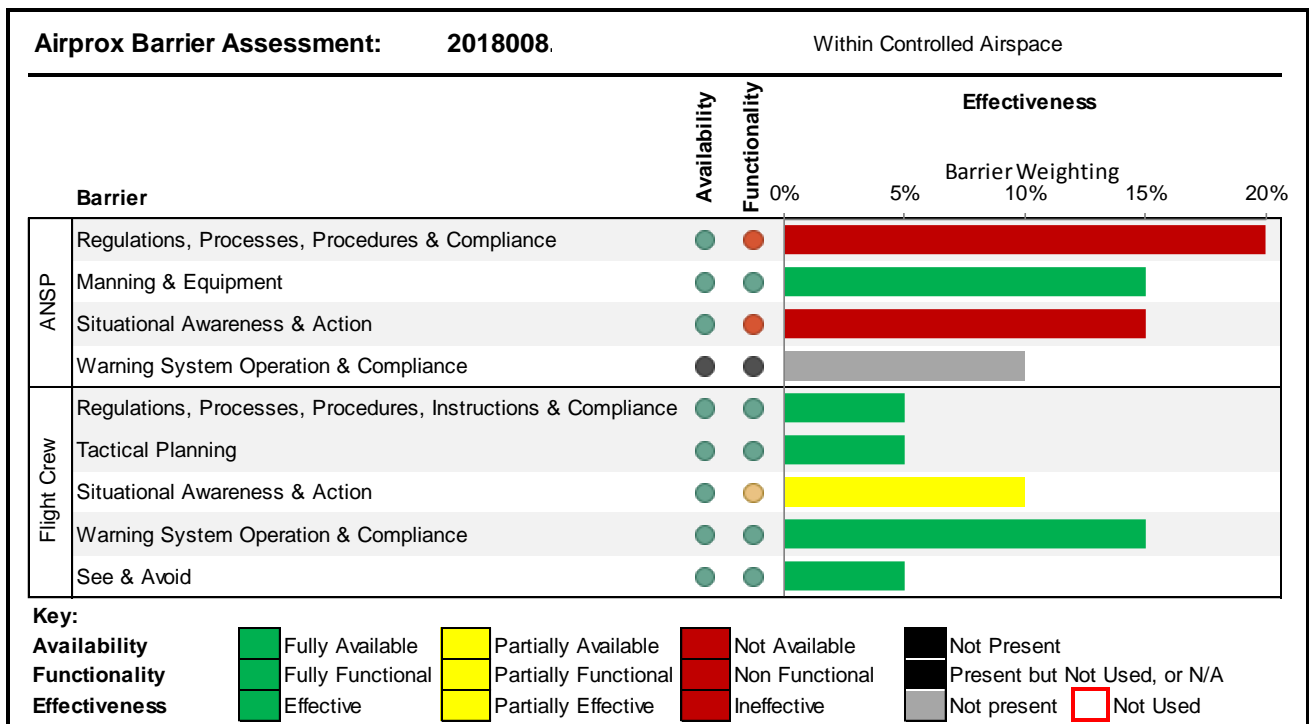 Airprox Barrier Assessment: 2018008. Within Controlled Airspace
Availability
Functionality
Effectiveness
Barrier Weighting
Barrier
0% 5% 10% 15% 20%
ANSP
Regulations, Processes, Procedures & Compliance
Manning & Equipment
Situational Awareness & Action
Warning System Operation & Compliance
Flight Crew
Regulations, Processes, Procedures, Instructions & Compliance
Tactical Planning
Situational Awareness & Action
Warning System Operation & Compliance
See & Avoid
Key:
Availability Fully Available Partially Available Not Available Not Present
Functionality Fully Functional Partially Functional Non Functional Present but Not Used, or N/A
Effectiveness Effective Partially Effective Ineffective Not present Not Used